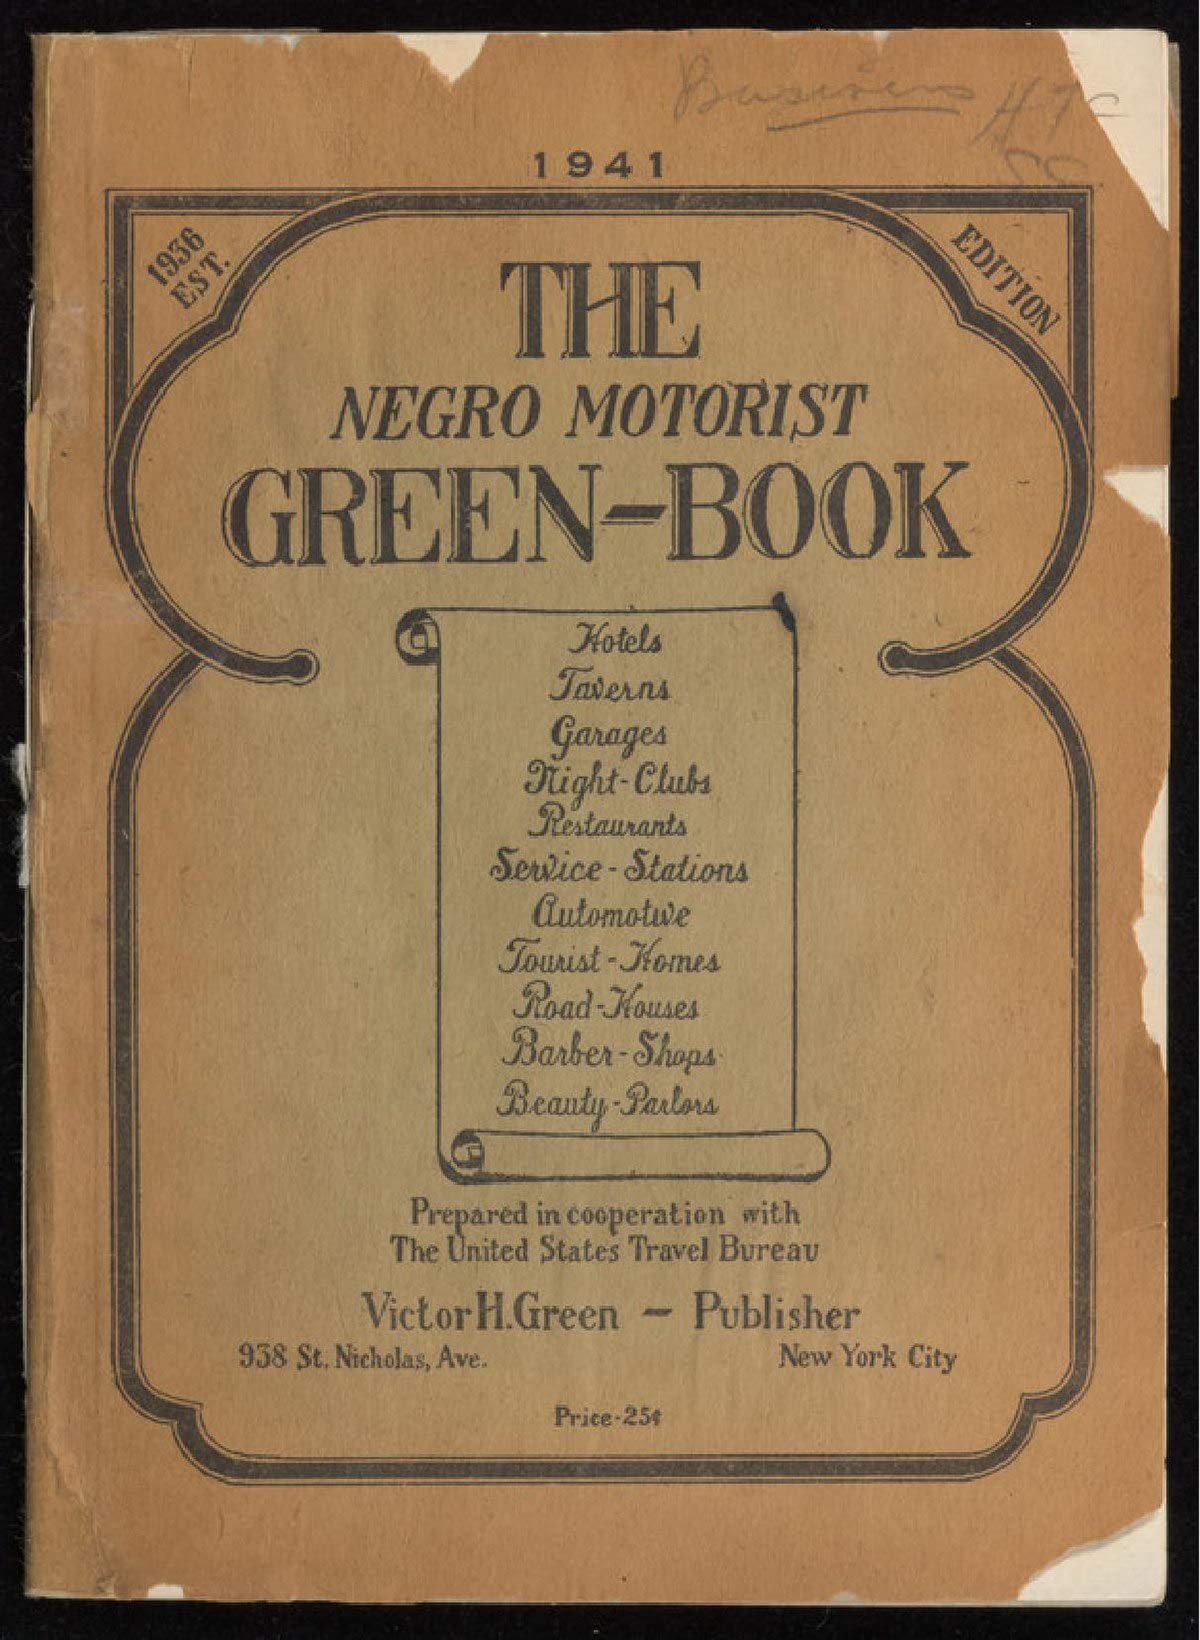 Business
1941
1936
EST.
EDITION
THE
NEGRO MOTORIST
GREEN-BOOK
Hotels
Taverns
Garages
Night-Clubs
Restaurants
Service-Stations
Automotive
Tourist-Homes
Road-Houses
Barber-Shops
Beauty-Parlors
Prepared in cooperation with
The United States Travel Bureau
Victor H. Green - Publisher
938 St. Nicholas, Ave. New York City
Price-25¢